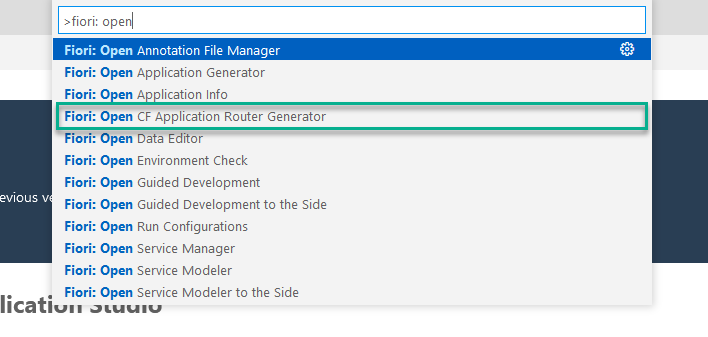 >fiori: open
Fiori: Open Annotation File Manager
Fiori: Open Application Generator
Fiori: Open Application Info
Fiori: Open CF Application Router Generator
Fiori: Open Data Editor
Fiori: Open Environment Check
evious ve
Fiori: Open Guided Development
Fiori: Open Guided Development to the Side
Fiori: Open Run Configurations
Fiori: Open Service Manager
Fiori: Open Service Modeler
Fiori: Open Service Modeler to the Side
lication Studio